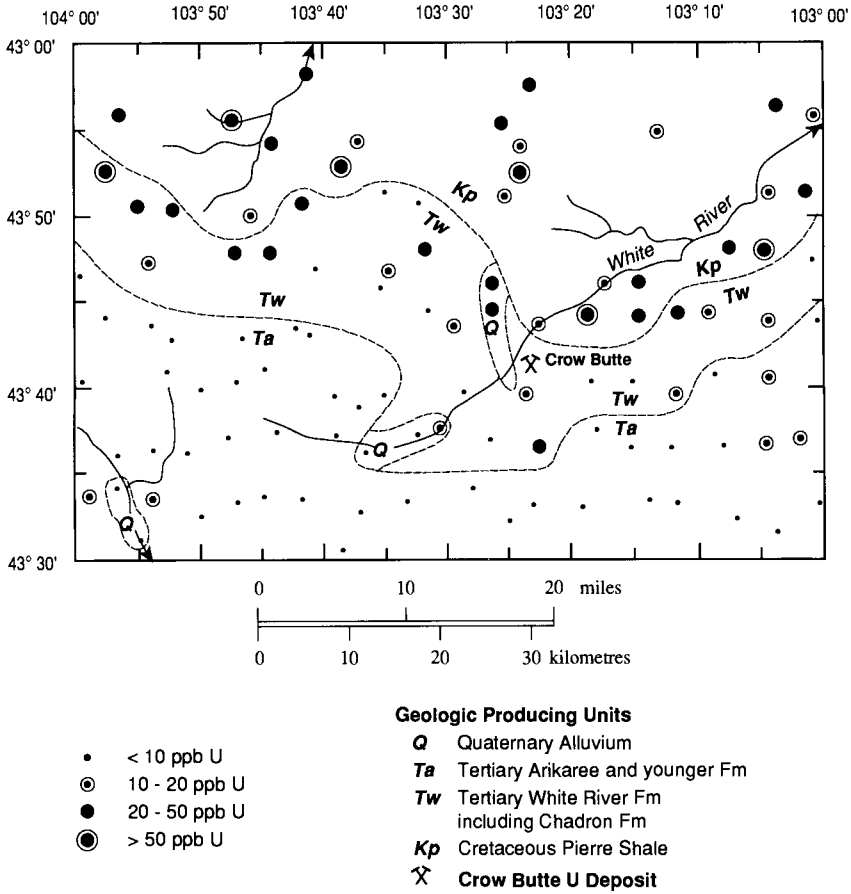 104° 00' 103° 50' 103° 40' 103° 30' 103° 20' 103° 10' 103° 00'
43° 00'
Kp
Tw
43° 50'
White River
Kp
Tw
Tw
Ta
Q
Crow Butte
43° 40'
Tw
Ta
Q
Q
43° 30'
0 10 20 miles
0 10 20 30 kilometres
Geologic Producing Units
Q Quaternary Alluvium
Ta Tertiary Arikaree and younger Fm
Tw Tertiary White River Fm
including Chadron Fm
Kp Cretaceous Pierre Shale
Crow Butte U Deposit
< 10 ppb U
10 - 20 ppb U
20 - 50 ppb U
> 50 ppb U